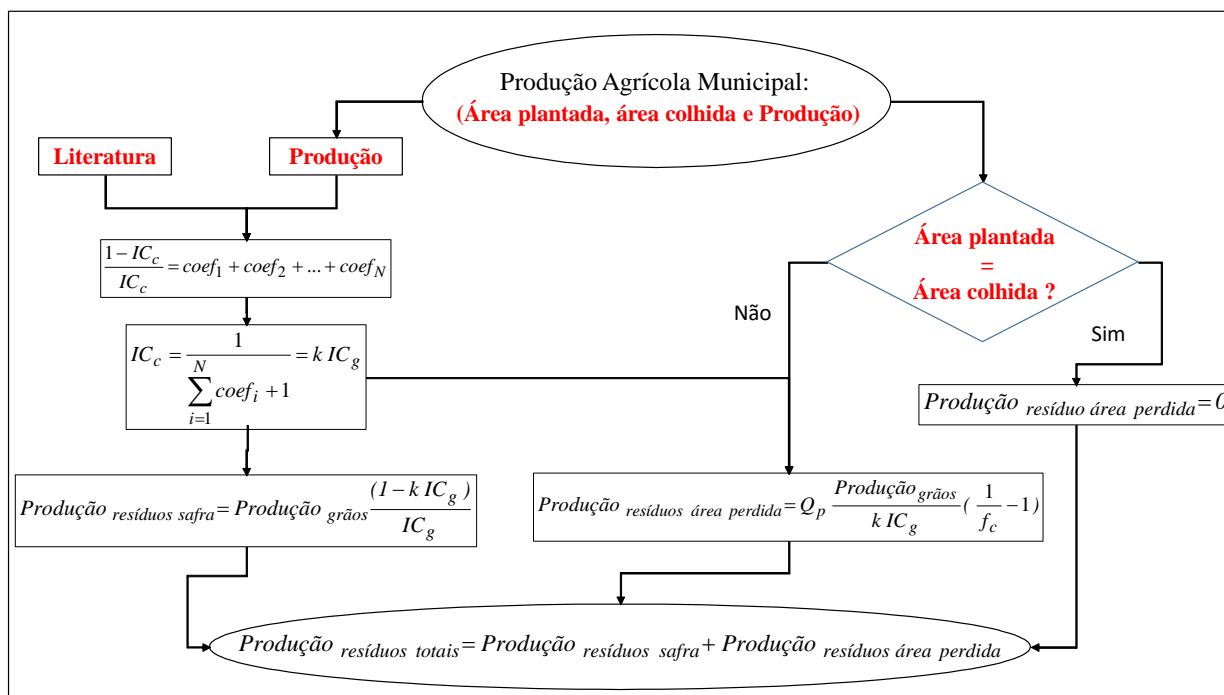 Produção Agrícola Municipal:
(Área plantada, área colhida e Produção)
Literatura
Produção
Área plantada
=
Área colhida ?
(1 − IC_c) / IC_c = coef_1 + coef_2 + ... + coef_N
Não
Sim
IC_c = 1 / (∑_{i=1}^{N} coef_i + 1) = k IC_g
Produção resíduo área perdida = 0
Produção resíduos safra = Produção grãos (1 − k IC_g) / IC_g
Produção resíduos área perdida = Q_p Produção grãos / (k IC_g) ( 1 / f_c − 1)
Produção resíduos totais = Produção resíduos safra + Produção resíduos área perdida